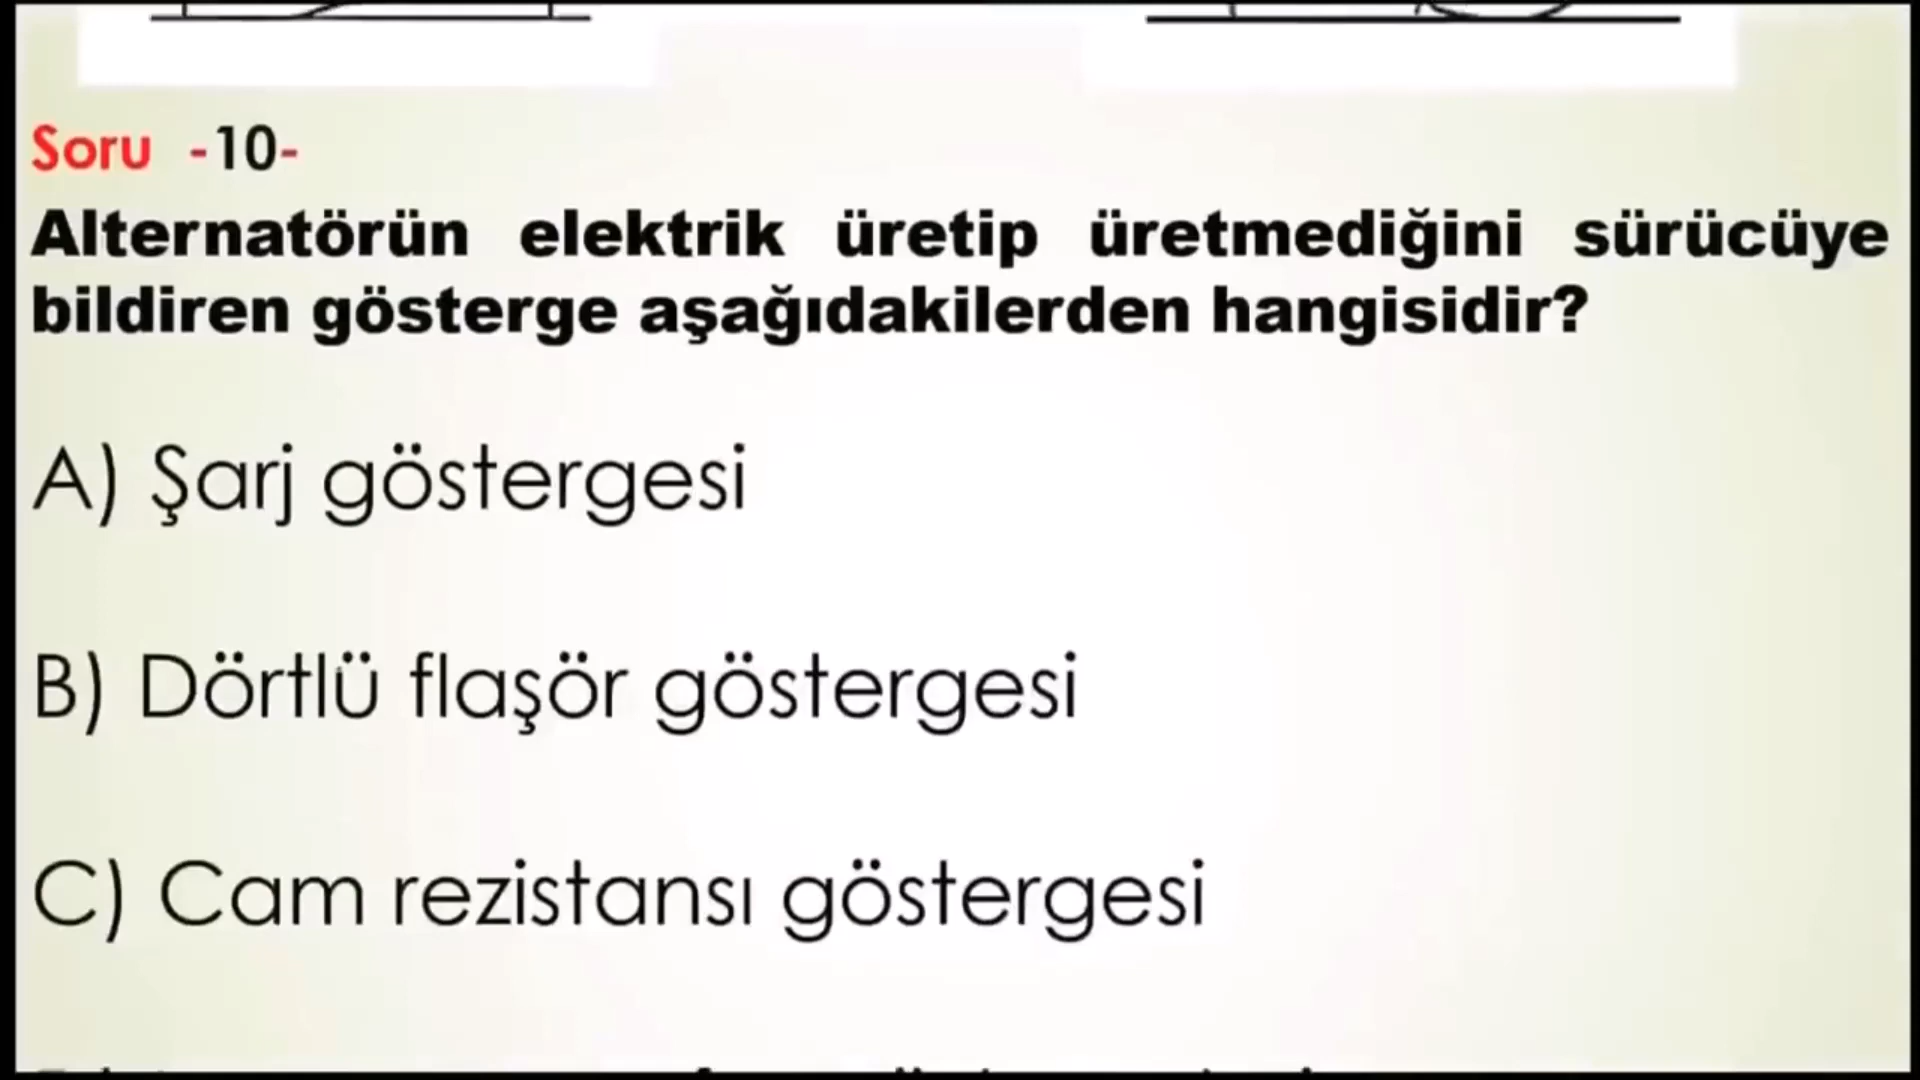 Soru -10-
Alternatörün elektrik üretip üretmediğini sürücüye
bildiren gösterge aşağıdakilerden hangisidir?
A) Şarj göstergesi
B) Dörtlü flaşör göstergesi
C) Cam rezistansı göstergesi